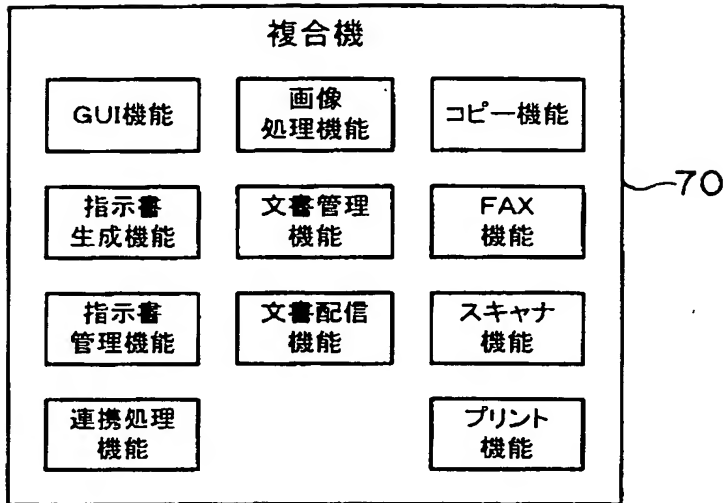 複合機
GUI機能
画像
処理機能
コピー機能
指示書
生成機能
文書管理
機能
FAX
機能
70
指示書
管理機能
文書配信
機能
スキャナ
機能
連携処理
機能
プリント
機能